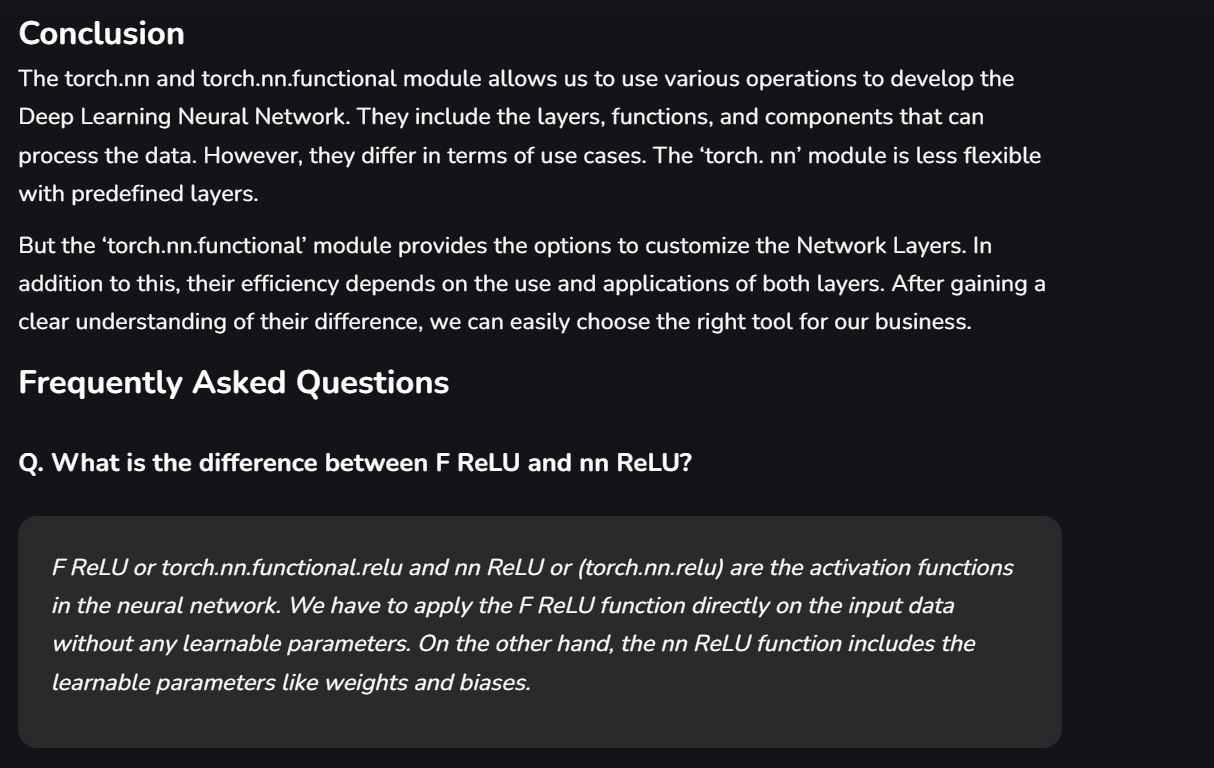 Conclusion
The torch.nn and torch.nn.functional module allows us to use various operations to develop the
Deep Learning Neural Network. They include the layers, functions, and components that can
process the data. However, they differ in terms of use cases. The ‘torch. nn’ module is less flexible
with predefined layers.
But the ‘torch.nn.functional’ module provides the options to customize the Network Layers. In
addition to this, their efficiency depends on the use and applications of both layers. After gaining a
clear understanding of their difference, we can easily choose the right tool for our business.
Frequently Asked Questions
Q. What is the difference between F ReLU and nn ReLU?
F ReLU or torch.nn.functional.relu and nn ReLU or (torch.nn.relu) are the activation functions
in the neural network. We have to apply the F ReLU function directly on the input data
without any learnable parameters. On the other hand, the nn ReLU function includes the
learnable parameters like weights and biases.